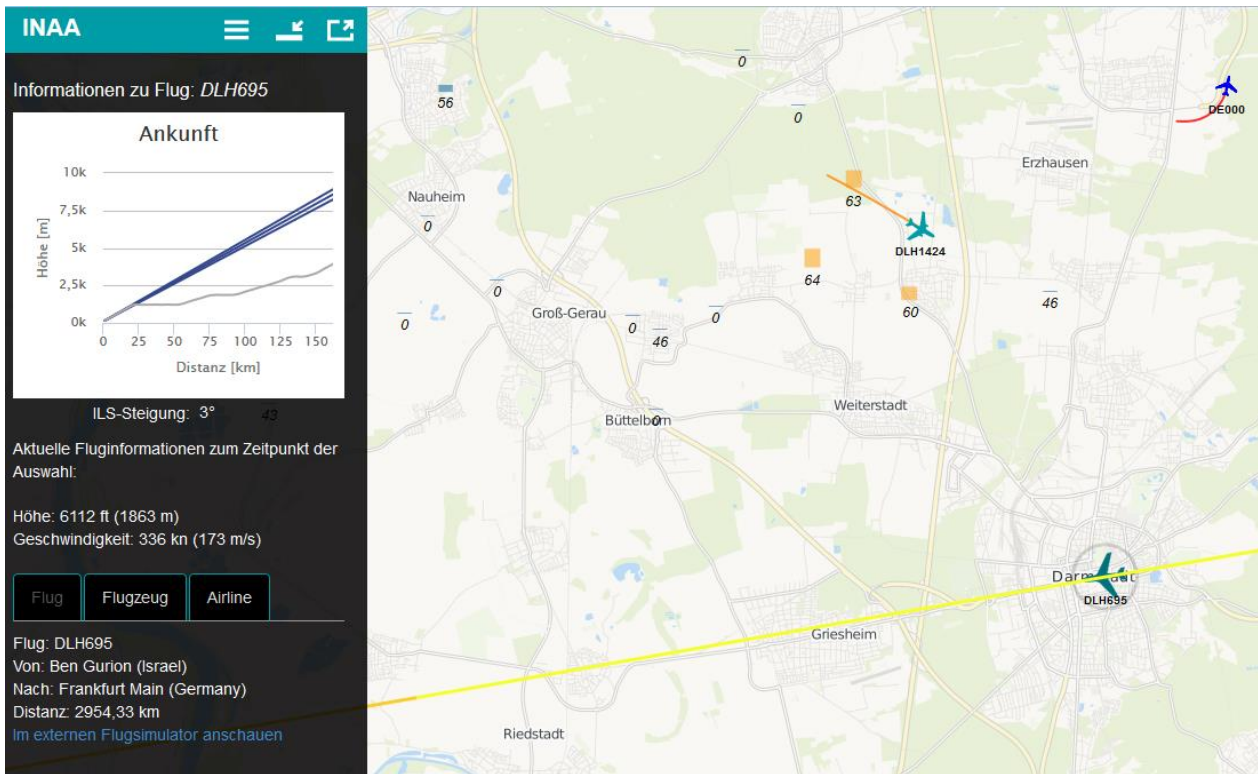 INAA
Informationen zu Flug: DLH695
Ankunft
10k
7,5k
5k
2,5k
0k
Höhe [m]
0 25 50 75 100 125 150
Distanz [km]
ILS-Steigung: 3°
43
Aktuelle Fluginformationen zum Zeitpunkt der
Auswahl:
Höhe: 6112 ft (1863 m)
Geschwindigkeit: 336 kn (173 m/s)
Flug Flugzeug Airline
Flug: DLH695
Von: Ben Gurion (Israel)
Nach: Frankfurt Main (Germany)
Distanz: 2954,33 km
Im externen Flugsimulator anschauen
0
56
0
DE000
Erzhausen
Nauheim
63
0
DLH1424
64
0
46
60
Groß-Gerau
0
0
0
46
Weiterstadt
Büttelborn
0
Darmstadt
DLH695
Griesheim
Riedstadt